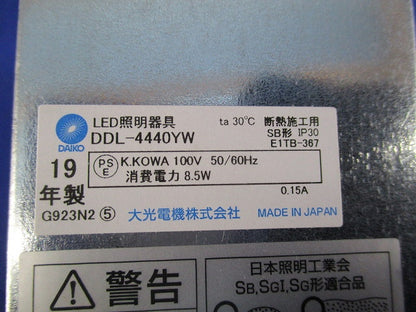 DAIKO
LED照明器具 ta 30℃ 断熱施工用
DDL-4440YW SB形 IP30
E1TB-367
19年製
PSE K.KOWA 100V 50/60Hz
消費電力 8.5W
0.15A
G923N2 ⑤ 大光電機株式会社 MADE IN JAPAN
警告
日本照明工業会
SB,SGI,SG形適合品